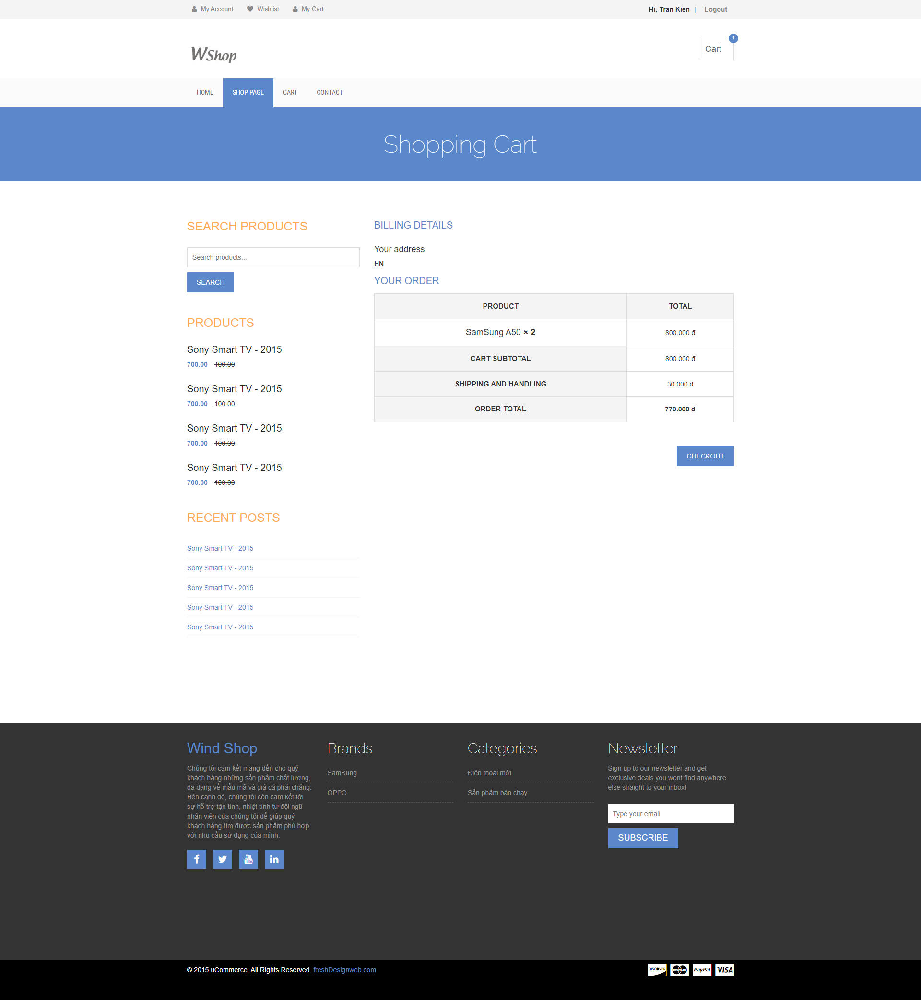 My Account Wishlist My Cart Hi, Tran Kien | Logout
WShop
Cart 1
HOME SHOP PAGE CART CONTACT
Shopping Cart
SEARCH PRODUCTS
Search products...
SEARCH
PRODUCTS
Sony Smart TV - 2015
700.00 100.00
Sony Smart TV - 2015
700.00 100.00
Sony Smart TV - 2015
700.00 100.00
Sony Smart TV - 2015
700.00 100.00
RECENT POSTS
Sony Smart TV - 2015
Sony Smart TV - 2015
Sony Smart TV - 2015
Sony Smart TV - 2015
Sony Smart TV - 2015
BILLING DETAILS
Your address
HN
YOUR ORDER
PRODUCT TOTAL
SamSung A50 × 2 800.000 đ
CART SUBTOTAL 800.000 đ
SHIPPING AND HANDLING 30.000 đ
ORDER TOTAL 770.000 đ
CHECKOUT
Wind Shop
Chúng tôi cam kết mang đến cho quý
khách hàng những sản phẩm chất lượng,
đa dạng về mẫu mã và giá cả phải chăng.
Bên cạnh đó, chúng tôi còn cam kết tới
sự hỗ trợ tận tình, nhiệt tình từ đội ngũ
nhân viên của chúng tôi để giúp quý
khách hàng tìm được sản phẩm phù hợp
với nhu cầu sử dụng của mình.
You Tube
in
Brands
SamSung
OPPO
Categories
Điện thoại mới
Sản phẩm bán chạy
Newsletter
Sign up to our newsletter and get
exclusive deals you wont find anywhere
else straight to your inbox!
Type your email
SUBSCRIBE
© 2015 uCommerce. All Rights Reserved. freshDesignweb.com
DISCOVER MasterCard PayPal VISA